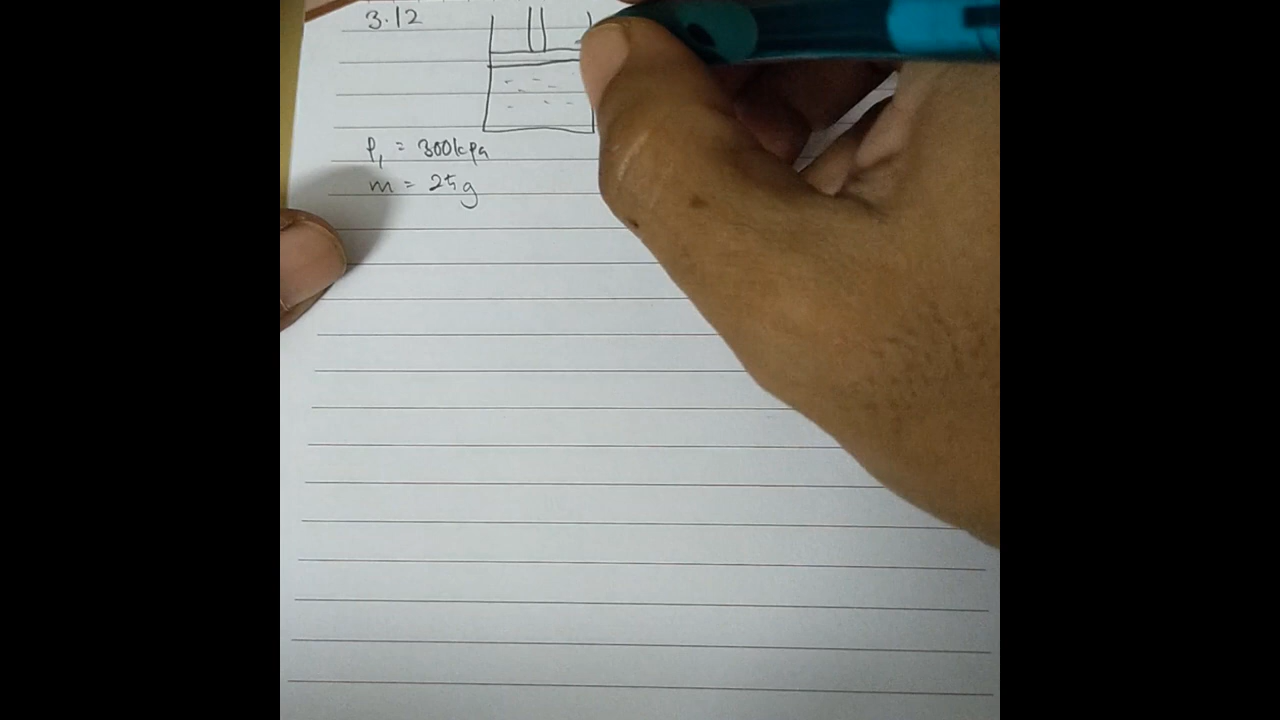 3.12
P₁ = 300kpa
m = 25g